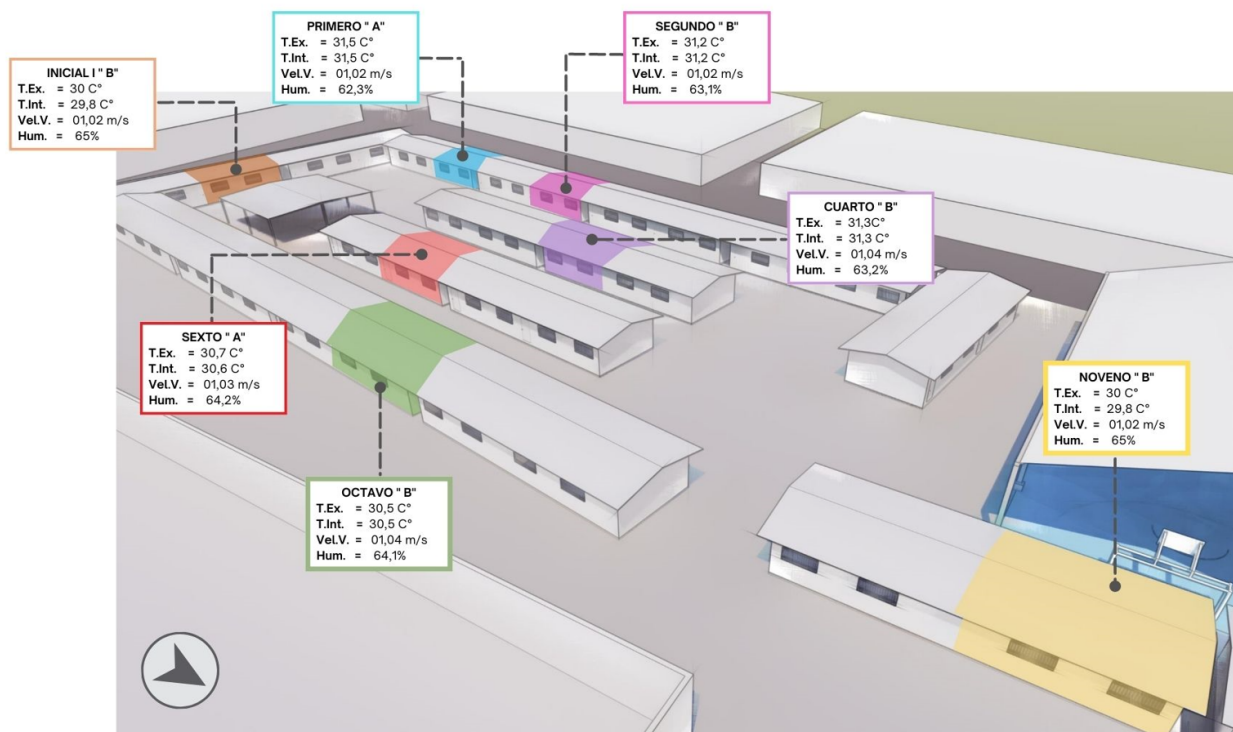 PRIMERO " A"
T.Ex. = 31,5 C°
T.Int. = 31,5 C°
Vel.V. = 01,02 m/s
Hum. = 62,3%
SEGUNDO "B"
T.Ex. = 31,2 C°
T.Int. = 31,2 C°
Vel.V. = 01,02 m/s
Hum. = 63,1%
INICIAL I " B"
T.Ex. = 30 C°
T.Int. = 29,8 C°
Vel.V. = 01,02 m/s
Hum. = 65%
CUARTO "B"
T.Ex. = 31,3C°
T.Int. = 31,3 C°
Vel.V. = 01,04 m/s
Hum. = 63,2%
SEXTO " A"
T.Ex. = 30,7 C°
T.Int. = 30,6 C°
Vel.V. = 01,03 m/s
Hum. = 64,2%
NOVENO "B"
T.Ex. = 30 C°
T.Int. = 29,8 C°
Vel.V. = 01,02 m/s
Hum. = 65%
OCTAVO " B"
T.Ex. = 30,5 C°
T.Int. = 30,5 C°
Vel.V. = 01,04 m/s
Hum. = 64,1%